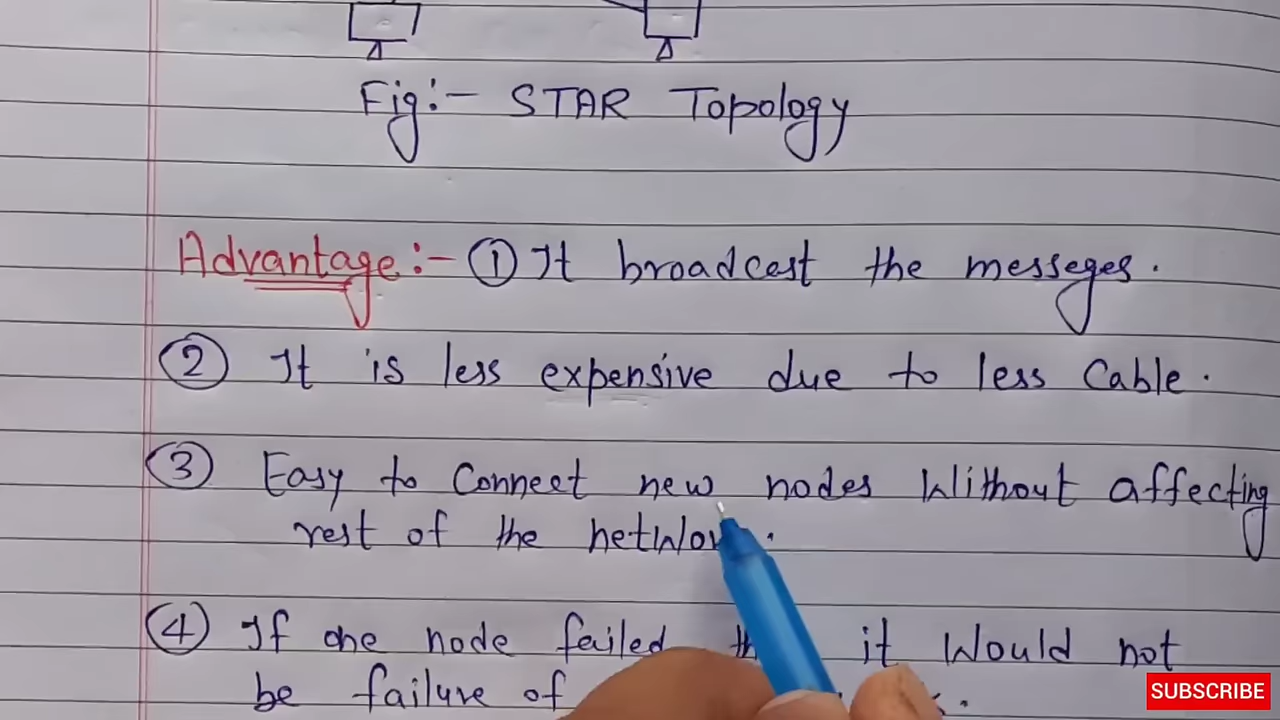 Fig:- STAR Topology
Advantage:- ① It broadcast the messeges.
② It is less expensive due to less Cable.
③ Easy to Connect new nodes Without affecting
rest of the
④ If one node failed it Would not
be failure of
SUBSCRIBE